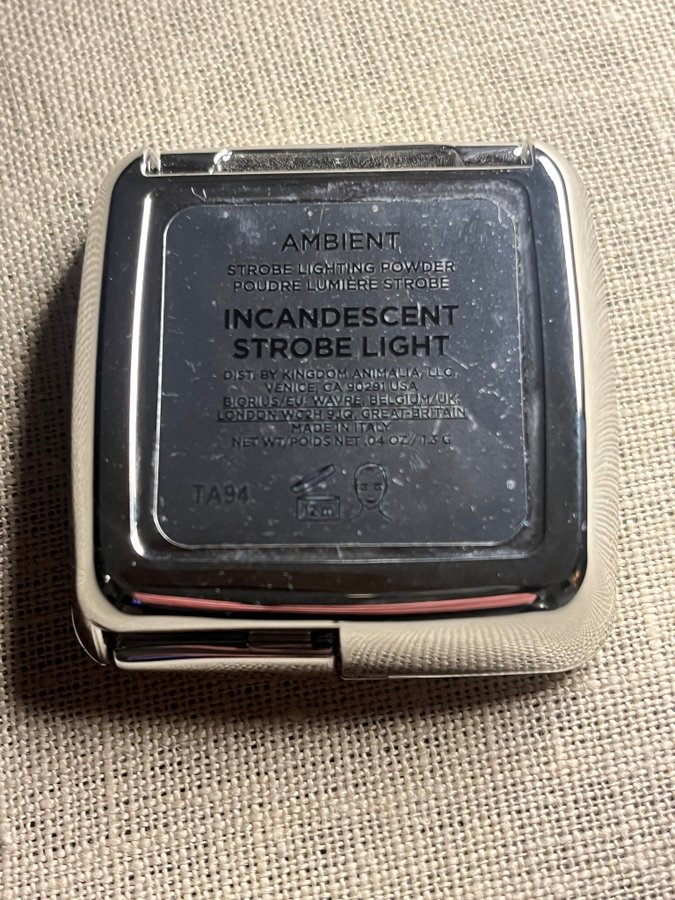 AMBIENT
STROBE LIGHTING POWDER
POUDRE LUMIÈRE STROBE
INCANDESCENT
STROBE LIGHT
DIST. BY KINGDOM ANIMALIA, LLC,
VENICE, CA 90291 USA
BIORIUS/EU- WAVRE, BELGIUM/UK-
LONDON WC2H 9JQ, GREAT-BRITAIN
MADE IN ITALY
NET WT/POIDS NET .04 OZ / 1.3 G
TA94
12 m